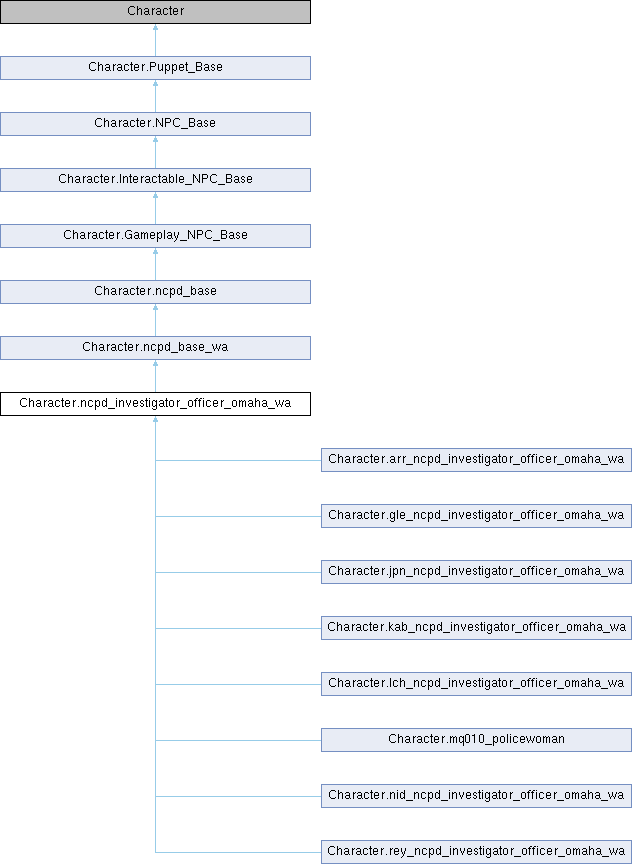 Character
Character.Puppet_Base
Character.NPC_Base
Character.Interactable_NPC_Base
Character.Gameplay_NPC_Base
Character.ncpd_base
Character.ncpd_base_wa
Character.ncpd_investigator_officer_omaha_wa
Character.arr_ncpd_investigator_officer_omaha_wa
Character.gle_ncpd_investigator_officer_omaha_wa
Character.jpn_ncpd_investigator_officer_omaha_wa
Character.kab_ncpd_investigator_officer_omaha_wa
Character.lch_ncpd_investigator_officer_omaha_wa
Character.mq010_policewoman
Character.nid_ncpd_investigator_officer_omaha_wa
Character.rey_ncpd_investigator_officer_omaha_wa